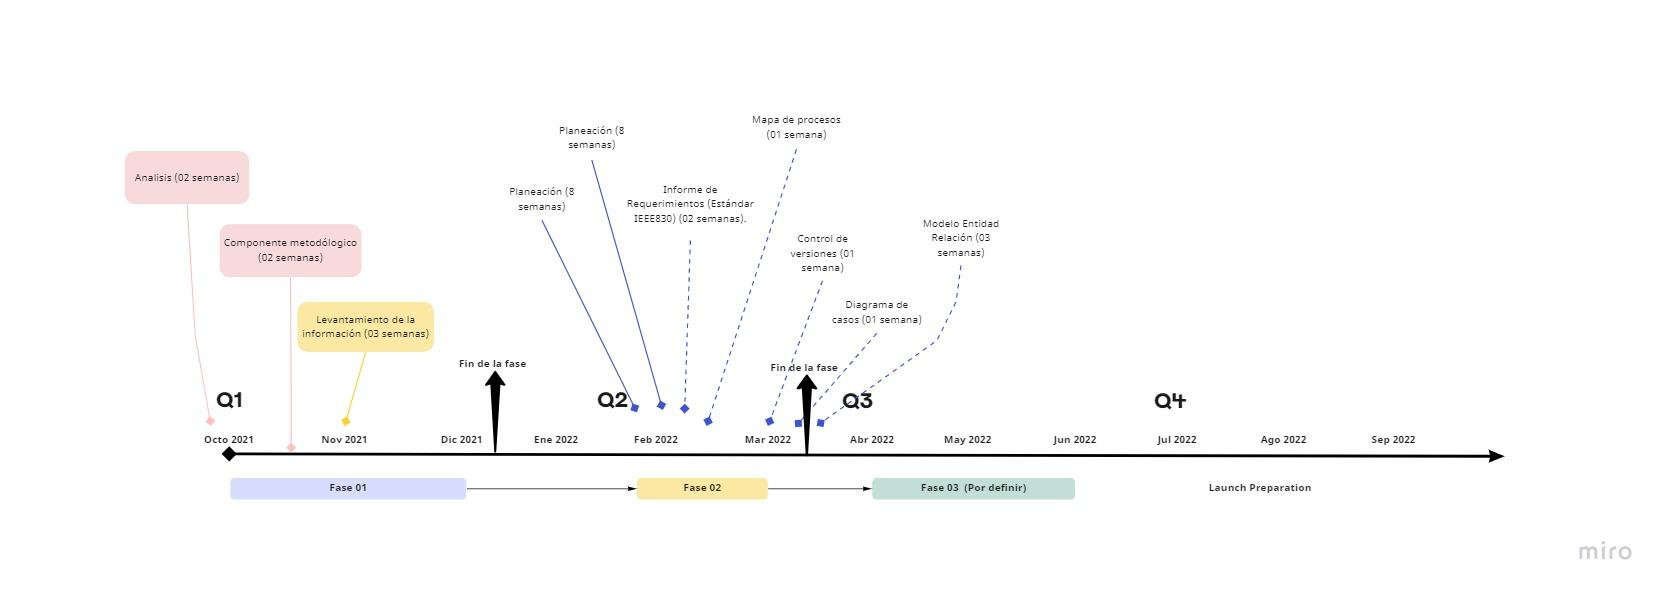 Mapa de procesos
(01 semana)
Planeación (8
semanas)
Analisis (02 semanas)
Planeación (8
semanas)
Informe de
Requerimientos (Estándar
IEEE830) (02 semanas).
Modelo Entidad
Relación (03
semanas)
Componente metodólogico
(02 semanas)
Control de
versiones (01
semana)
Diagrama de
casos (01 semana)
Levantamiento de la
información (03 semanas)
Fin de la fase
Fin de la fase
Q1
Q2
Q3
Q4
Octo 2021
Nov 2021
Dic 2021
Ene 2022
Feb 2022
Mar 2022
Abr 2022
May 2022
Jun 2022
Jul 2022
Ago 2022
Sep 2022
Fase 01
Fase 02
Fase 03 (Por definir)
Launch Preparation
miro